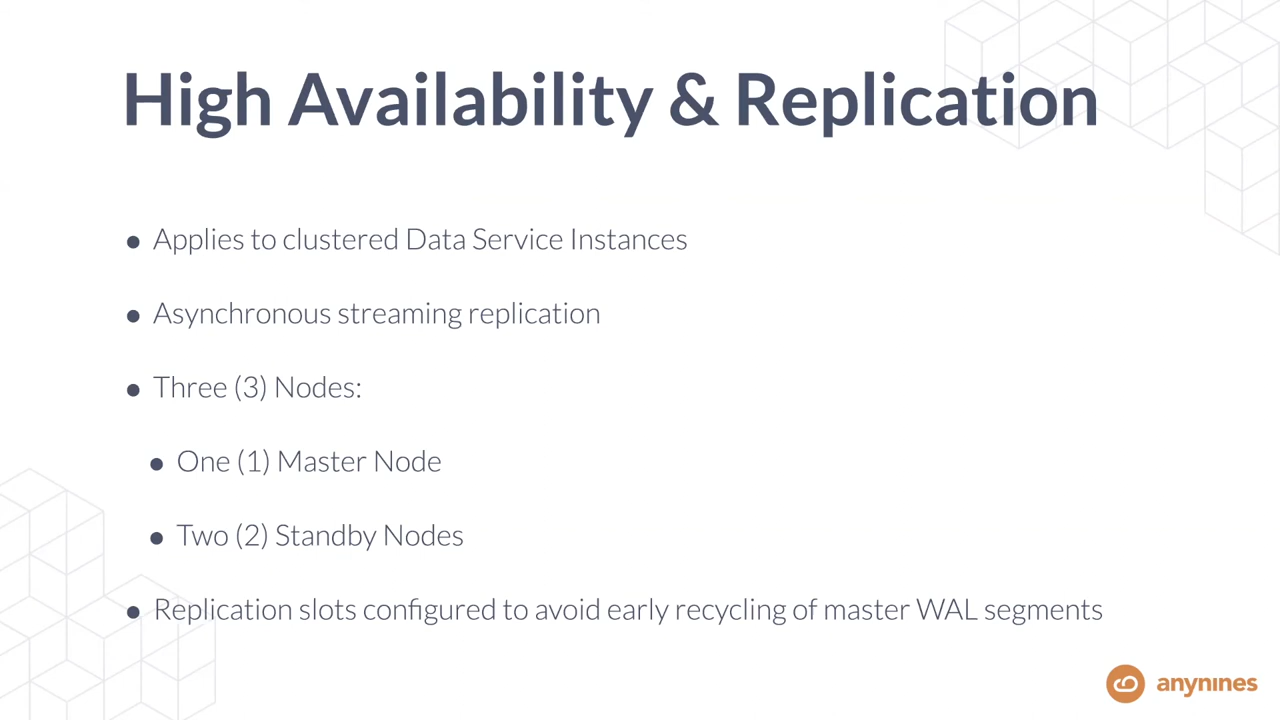 High Availability & Replication
• Applies to clustered Data Service Instances
• Asynchronous streaming replication
• Three (3) Nodes:
• One (1) Master Node
• Two (2) Standby Nodes
• Replication slots configured to avoid early recycling of master WAL segments
anynines